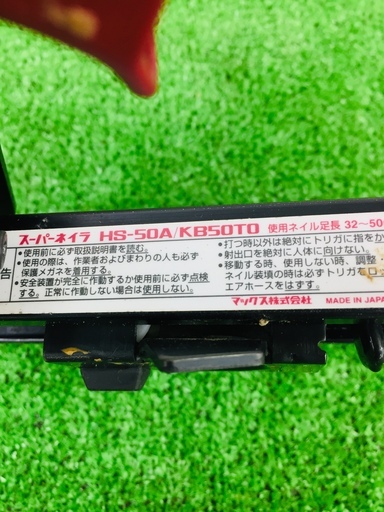 スーパーネイラ HS-50A/KB50TO 使用ネイル足長 32～50
告
・使用前に必ず取扱説明書を読む。
・使用の際は、作業者およびまわりの人も必ず
保護メガネを着用する。
・安全装置が完全に作動するか使用前に必ず点検
する。正常に作動しない場合は使用しない。
・打つ時以外は絶対にトリガに指を
・射出口を絶対に人体に向けない。
・移動する時、使用しない時、調整
ネイル装填の時は必ずトリガをロ
エアホースをはずす。
マックス株式会社 MADE IN JAPA